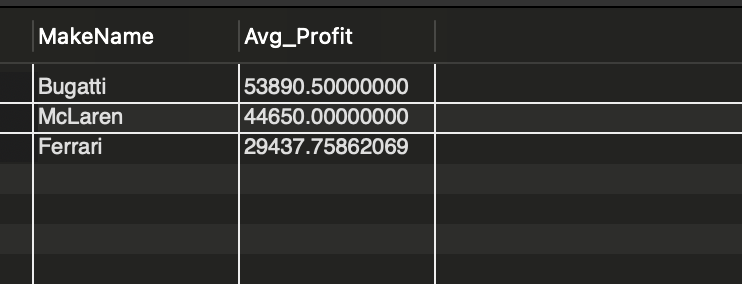 MakeName Avg_Profit
Bugatti 53890.50000000
McLaren 44650.00000000
Ferrari 29437.75862069